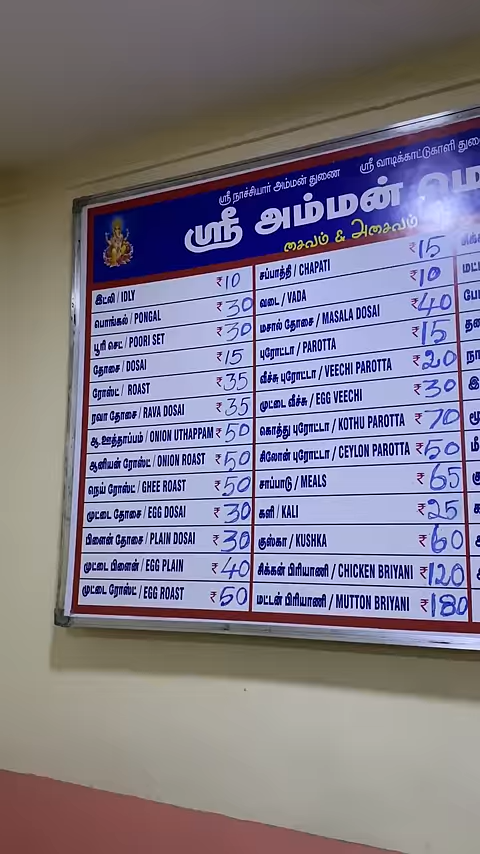 ஸ்ரீ நாச்சியார் அம்மன் துணை ஸ்ரீ வாடிக்காட்டுகாளி
ஸ்ரீ அம்மன்
சைவம் & அசைவம்
இட்லி / IDLY ₹10
பொங்கல் / PONGAL ₹30
பூரி செட் / POORI SET ₹30
தோசை / DOSAI ₹15
ரோஸ்ட் / ROAST ₹35
ரவா தோசை / RAVA DOSAI ₹35
ஆ.ஊத்தாப்பம் / ONION UTHAPPAM ₹50
ஆனியன் ரோஸ்ட் / ONION ROAST ₹50
நெய் ரோஸ்ட் / GHEE ROAST ₹50
முட்டை தோசை / EGG DOSAI ₹30
பிளைன் தோசை / PLAIN DOSAI ₹30
முட்டை பிளைன் / EGG PLAIN ₹40
முட்டை ரோஸ்ட் / EGG ROAST ₹50
சப்பாத்தி / CHAPATI ₹15
வடை / VADA ₹10
மசால் தோசை / MASALA DOSAI ₹40
புரோட்டா / PAROTTA ₹15
வீச்சு புரோட்டா / VEECHI PAROTTA ₹20
முட்டை வீச்சு / EGG VEECHI ₹30
கொத்து புரோட்டா / KOTHU PAROTTA ₹70
சிலோன் புரோட்டா / CEYLON PAROTTA ₹50
சாப்பாடு / MEALS ₹65
களி / KALI ₹25
குஸ்கா / KUSHKA ₹60
சிக்கன் பிரியாணி / CHICKEN BRIYANI ₹120
மட்டன் பிரியாணி / MUTTON BRIYANI ₹180